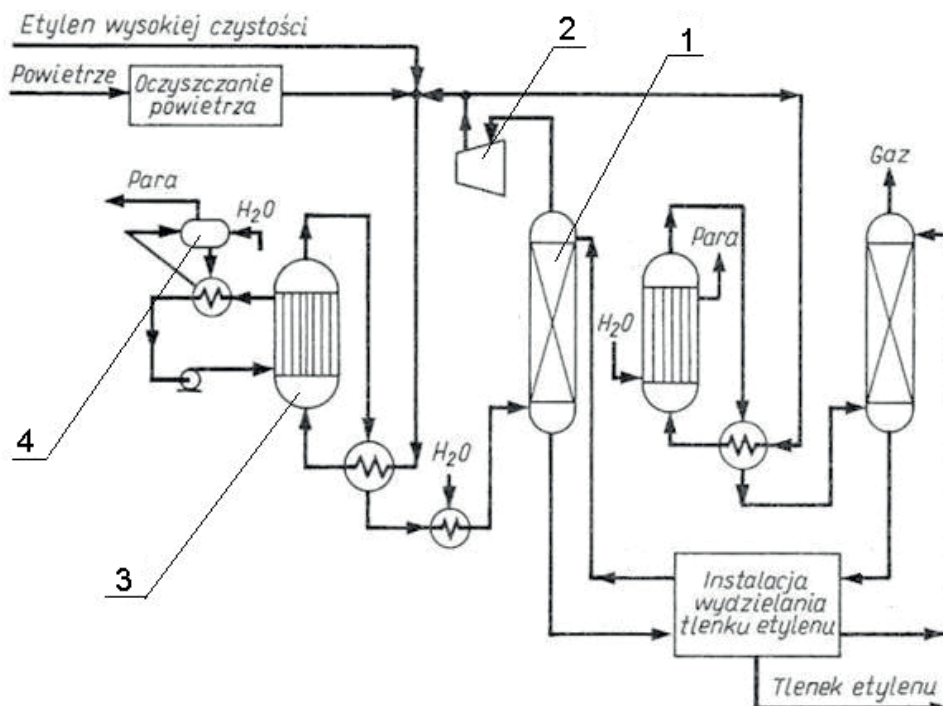 Etylen wysokiej czystości
2
1
Powietrze
Oczyszczanie
powietrza
Gaz
Para
H2O
Para
4
H2O
3
H2O
Instalacja
wydzielania
tlenku etylenu
Tlenek etylenu